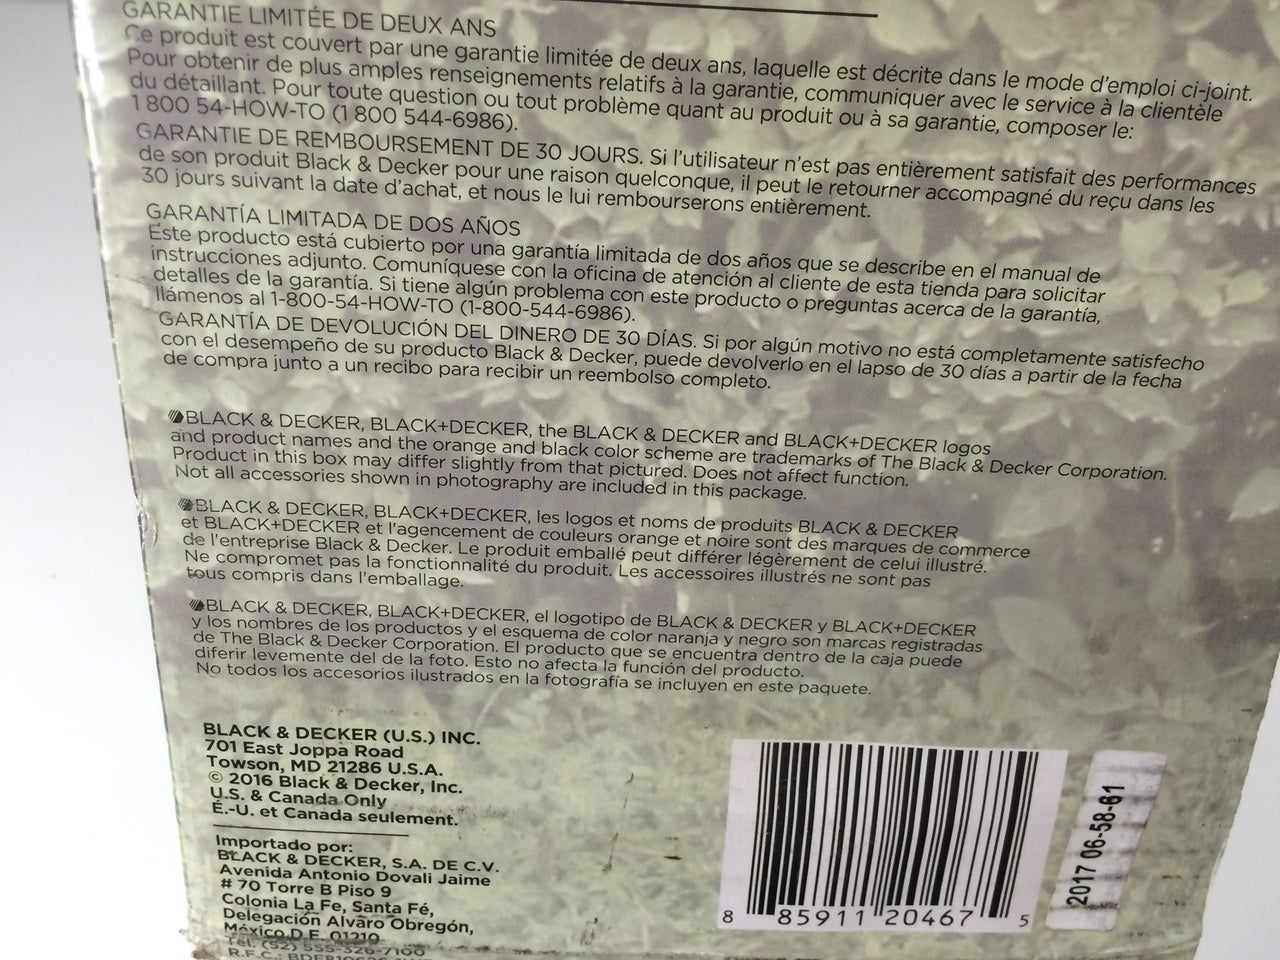 GARANTIE LIMITÉE DE DEUX ANS
Ce produit est couvert par une garantie limitée de deux ans, laquelle est décrite dans le mode d'emploi ci-joint.
Pour obtenir de plus amples renseignements relatifs à la garantie, communiquer avec le service à la clientèle
du détaillant. Pour toute question ou tout problème quant au produit ou à sa garantie, composer le:
1 800 54-HOW-TO (1 800 544-6986).
GARANTIE DE REMBOURSEMENT DE 30 JOURS. Si l'utilisateur n'est pas entièrement satisfait des performances
de son produit Black & Decker pour une raison quelconque, il peut le retourner accompagné du reçu dans les
30 jours suivant la date d'achat, et nous le lui rembourserons entièrement.
GARANTÍA LIMITADA DE DOS AÑOS
Este producto está cubierto por una garantía limitada de dos años que se describe en el manual de
instrucciones adjunto. Comuníquese con la oficina de atención al cliente de esta tienda para solicitar
detalles de la garantía. Si tiene algún problema con este producto o preguntas acerca de la garantía,
llámenos al 1-800-54-HOW-TO (1-800-544-6986).
GARANTÍA DE DEVOLUCIÓN DEL DINERO DE 30 DÍAS. Si por algún motivo no está completamente satisfecho
con el desempeño de su producto Black & Decker, puede devolverlo en el lapso de 30 días a partir de la fecha
de compra junto a un recibo para recibir un reembolso completo.
BLACK & DECKER, BLACK+DECKER, the BLACK & DECKER and BLACK+DECKER logos
and product names and the orange and black color scheme are trademarks of The Black & Decker Corporation.
Product in this box may differ slightly from that pictured. Does not affect function.
Not all accessories shown in photography are included in this package.
BLACK & DECKER, BLACK+DECKER, les logos et noms de produits BLACK & DECKER
et BLACK+DECKER et l'agencement de couleurs orange et noire sont des marques de commerce
de l'entreprise Black & Decker. Le produit emballé peut différer légèrement de celui illustré.
Ne compromet pas la fonctionnalité du produit. Les accessoires illustrés ne sont pas
tous compris dans l'emballage.
BLACK & DECKER, BLACK+DECKER, el logotipo de BLACK & DECKER y BLACK+DECKER
y los nombres de los productos y el esquema de color naranja y negro son marcas registradas
de The Black & Decker Corporation. El producto que se encuentra dentro de la caja puede
diferir levemente del de la foto. Esto no afecta la función del producto.
No todos los accesorios ilustrados en la fotografía se incluyen en este paquete.
BLACK & DECKER (U.S.) INC.
701 East Joppa Road
Towson, MD 21286 U.S.A.
© 2016 Black & Decker, Inc.
U.S. & Canada Only
É.-U. et Canada seulement.
Importado por:
BLACK & DECKER, S.A. DE C.V.
Avenida Antonio Dovali Jaime
# 70 Torre B Piso 9
Colonia La Fe, Santa Fé,
Delegación Alvaro Obregón,
México D.F. 01210
Tel. (52) 555-326-7100
R.F.C.:
8 85911 20467 5
2017 06-58-61